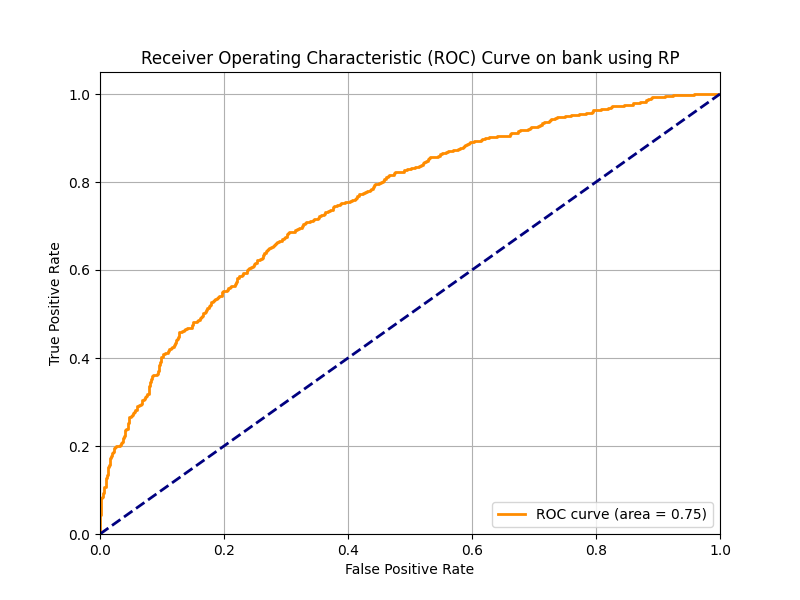 Receiver Operating Characteristic (ROC) Curve on bank using RP
True Positive Rate
1.0
0.8
0.6
0.4
0.2
0.0
ROC curve (area = 0.75)
0.0 0.2 0.4 0.6 0.8 1.0
False Positive Rate